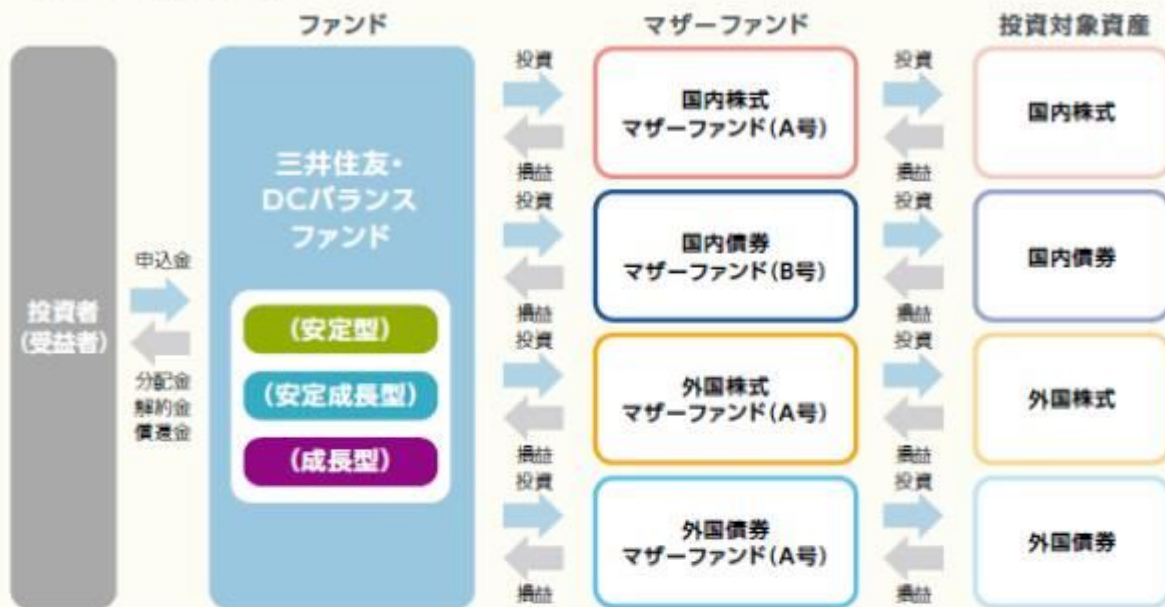 ファンド
マザーファンド
投資対象資産
投資者
(受益者)
申込金
分配金
解約金
償還金
三井住友・
DCバランス
ファンド
(安定型)
(安定成長型)
(成長型)
投資
損益
国内株式
マザーファンド(A号)
投資
損益
国内株式
投資
損益
国内債券
マザーファンド(B号)
投資
損益
国内債券
投資
損益
外国株式
マザーファンド(A号)
投資
損益
外国株式
投資
損益
外国債券
マザーファンド(A号)
投資
損益
外国債券